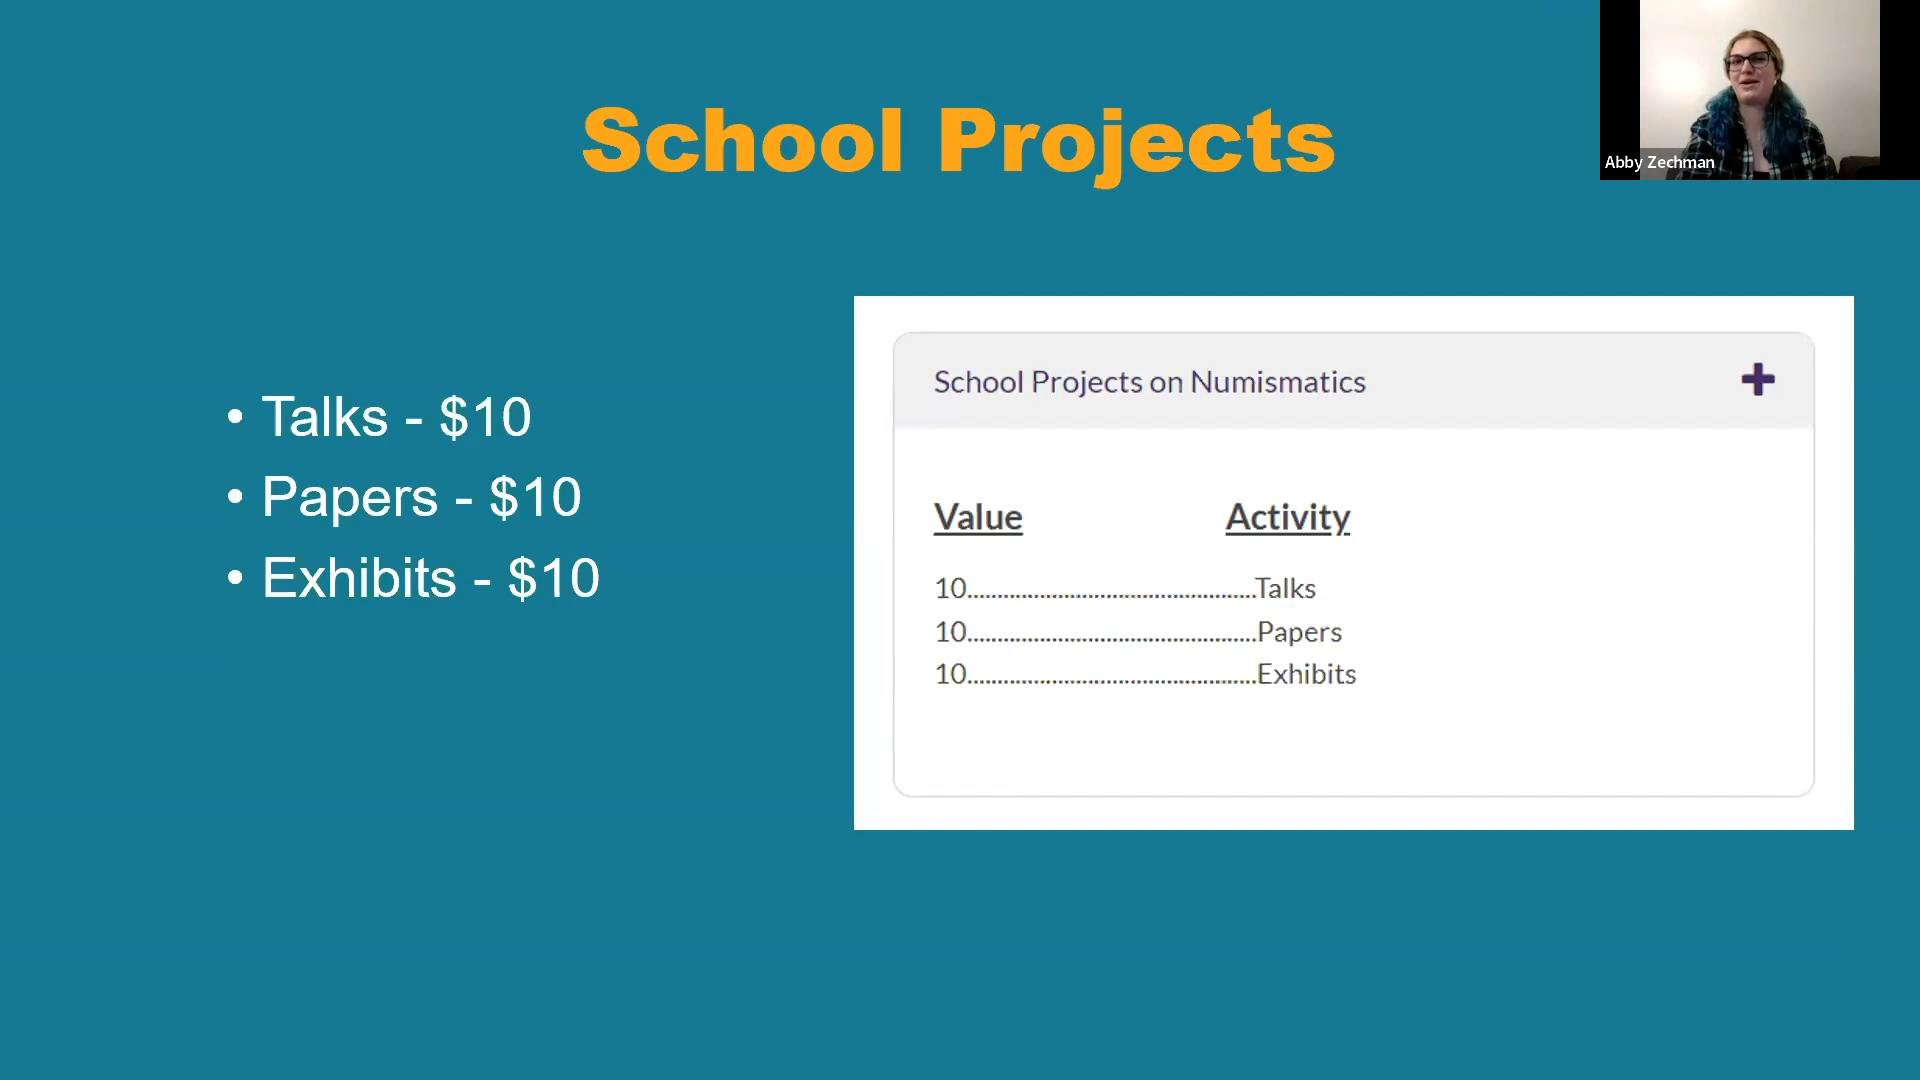 School Projects
Abby Zechman
• Talks - $10
• Papers - $10
• Exhibits - $10
School Projects on Numismatics
Value Activity
10................................................Talks
10................................................Papers
10................................................Exhibits